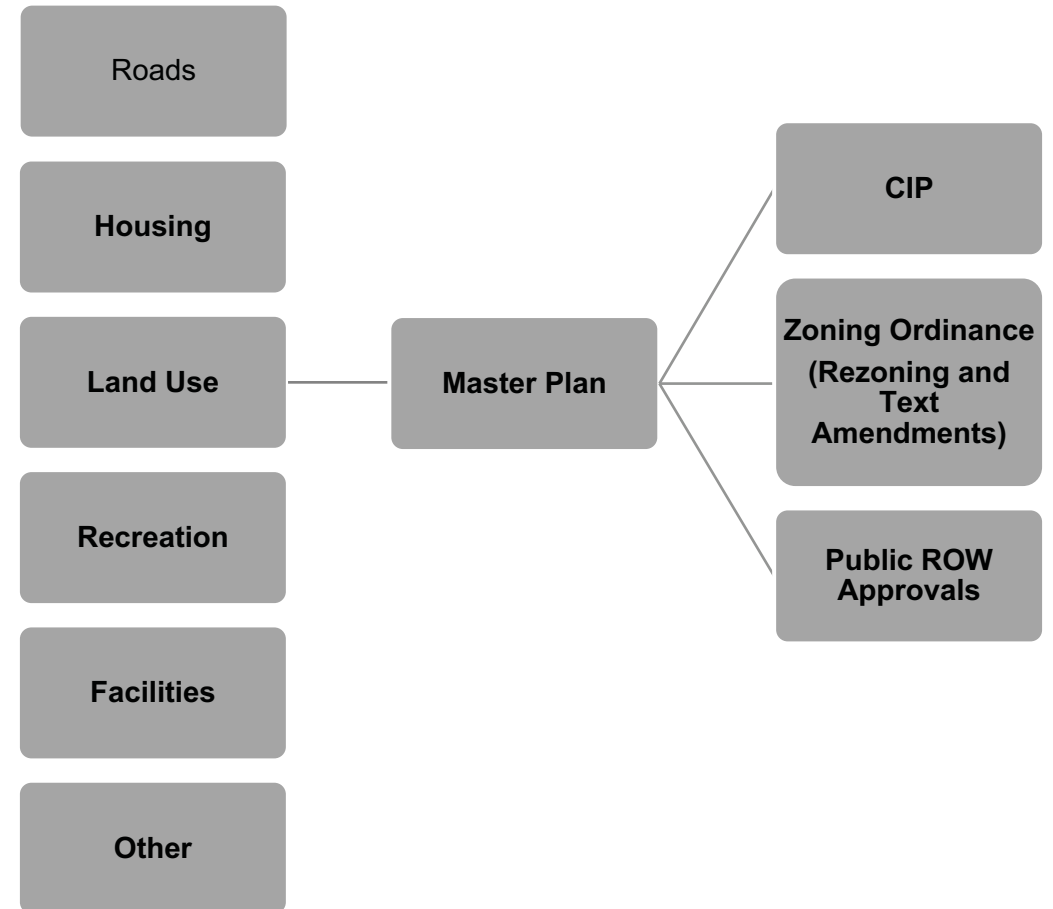 Roads
Housing
Land Use
Recreation
Facilities
Other
Master Plan
CIP
Zoning Ordinance
(Rezoning and
Text
Amendments)
Public ROW
Approvals